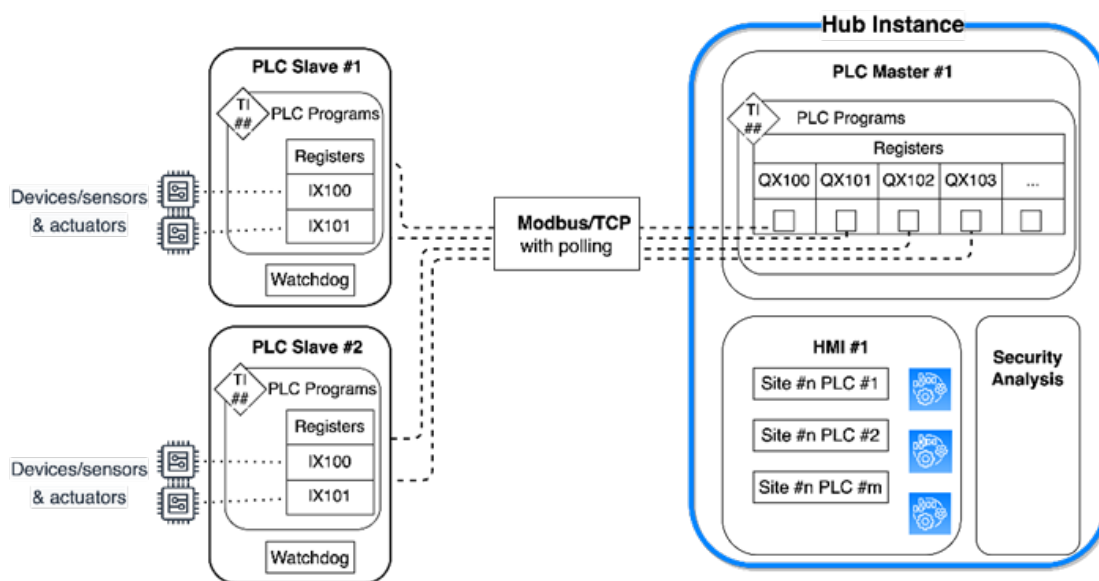 PLC Slave #1
TI
##
PLC Programs
Registers
IX100
IX101
Watchdog
Devices/sensors
& actuators
PLC Slave #2
TI
##
PLC Programs
Registers
IX100
IX101
Watchdog
Devices/sensors
& actuators
Modbus/TCP
with polling
Hub Instance
PLC Master #1
TI
##
PLC Programs
Registers
QX100 QX101 QX102 QX103 ...
HMI #1
Site #n PLC #1
Site #n PLC #2
Site #n PLC #m
Security
Analysis